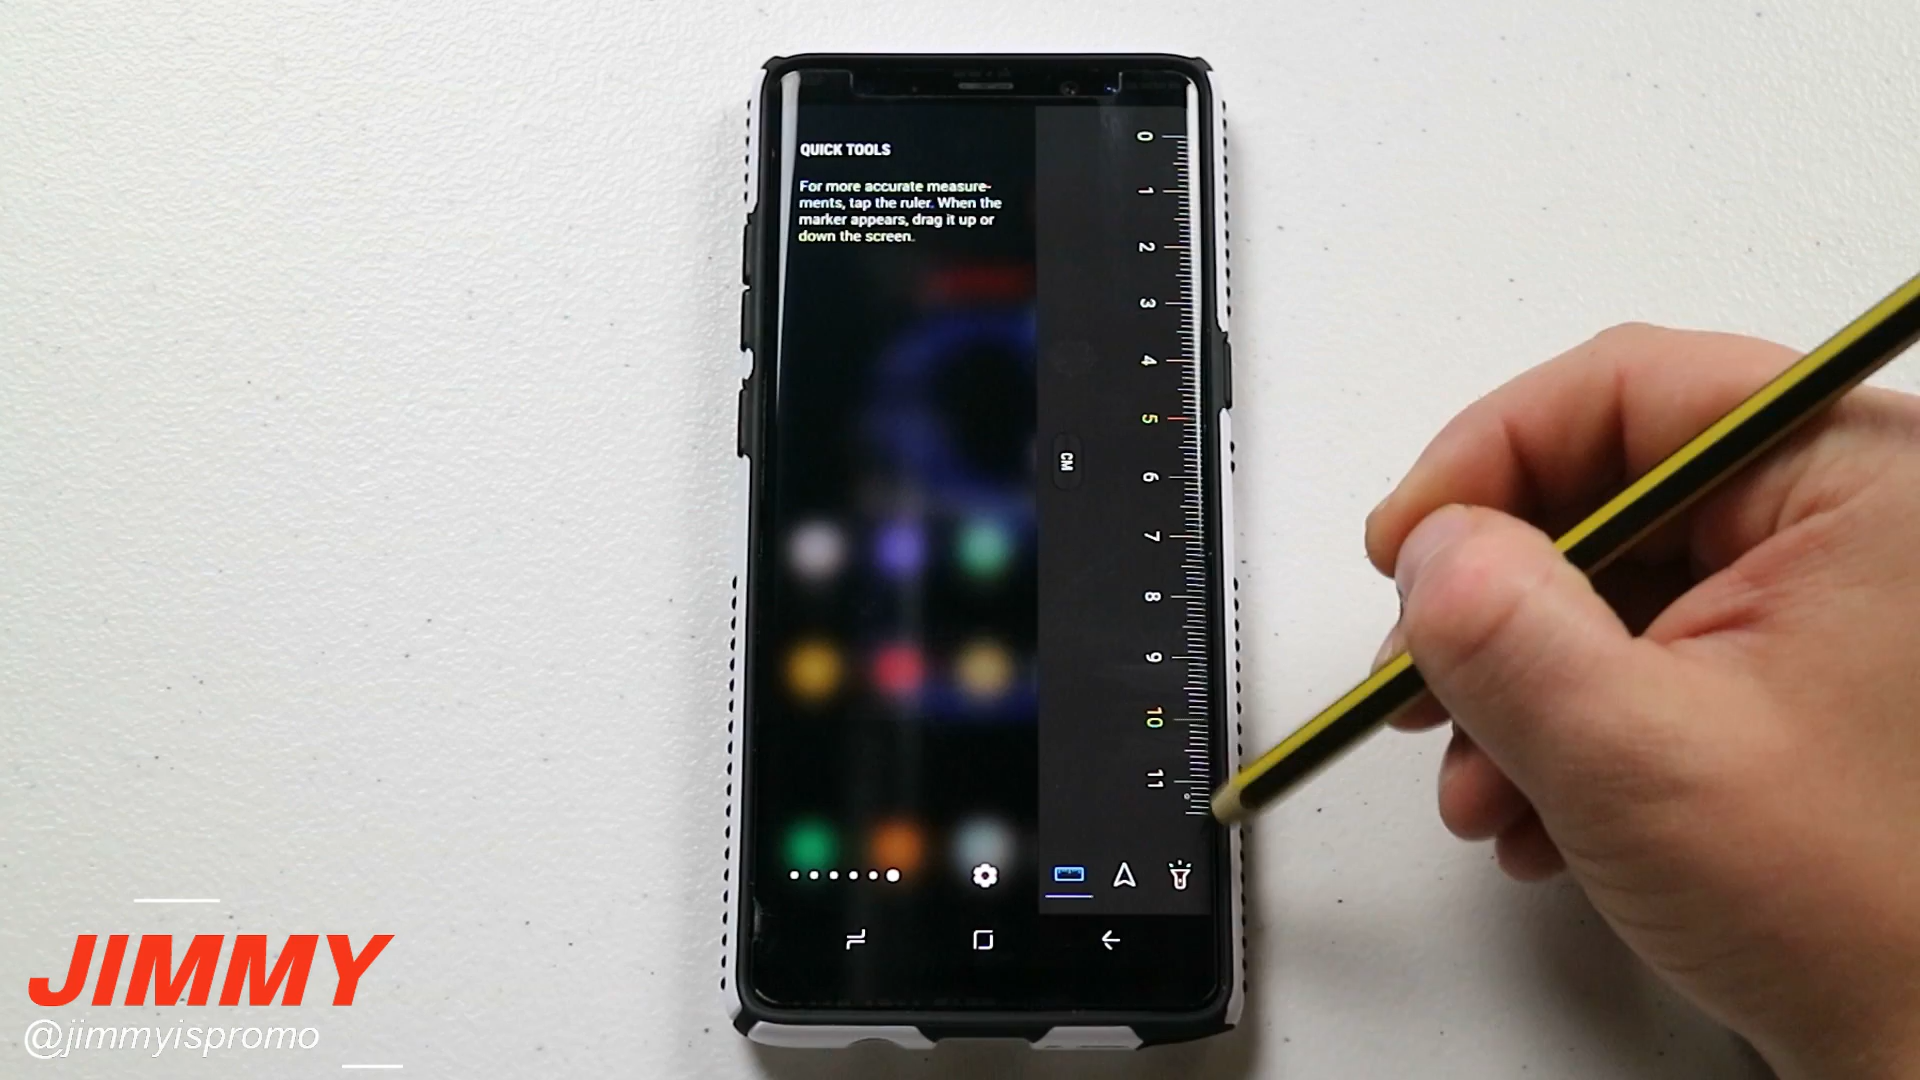 QUICK TOOLS
For more accurate measure-
ments, tap the ruler. When the
marker appears, drag it up or
down the screen.
0
1
2
3
4
5
6
7
8
9
10
11
CM
JIMMY
@jimmyispromo